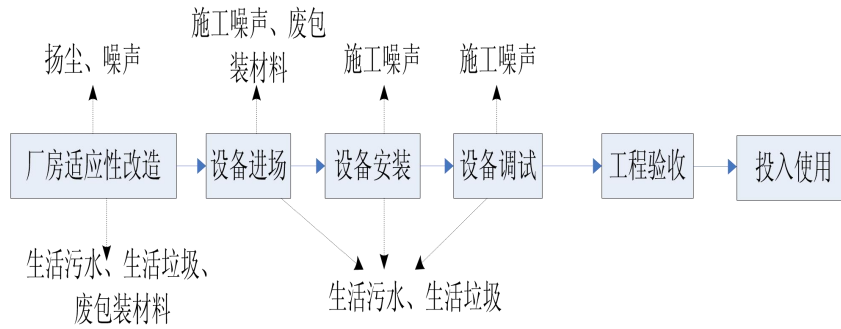 施工噪声、废包
装材料
扬尘、噪声
施工噪声
施工噪声
厂房适应性改造
设备进场
设备安装
设备调试
工程验收
投入使用
生活污水、生活垃圾、
废包装材料
生活污水、生活垃圾